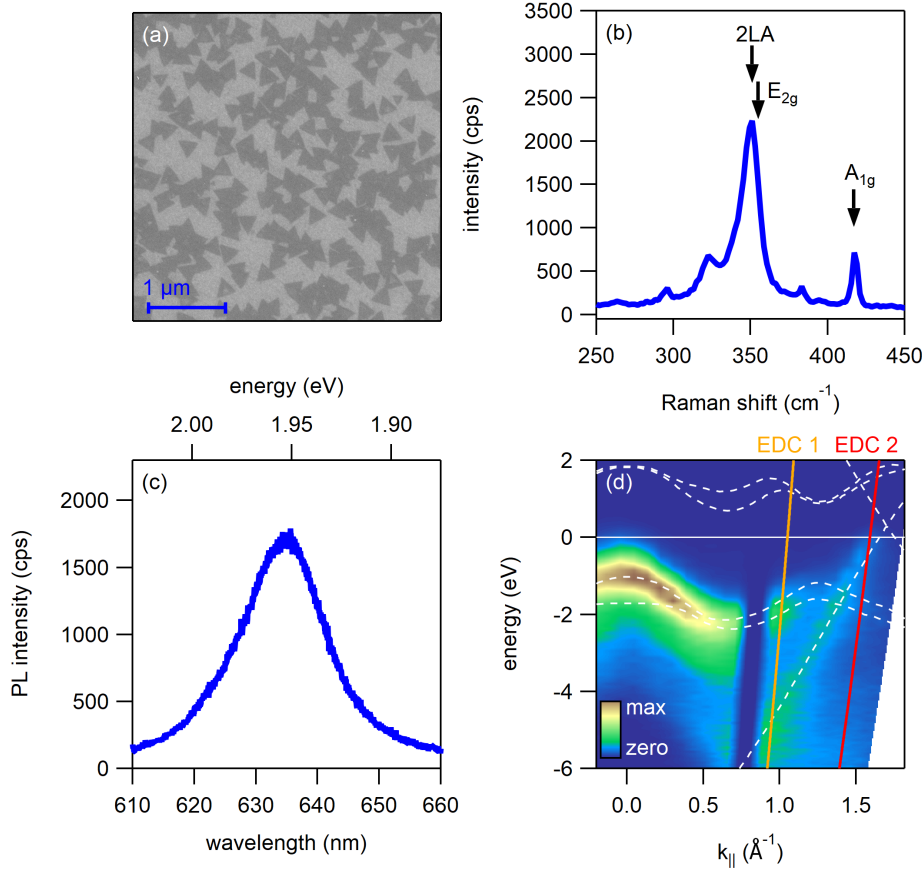 (a)
1 µm
(b)
2LA
E2g
A1g
intensity (cps)
3500
3000
2500
2000
1500
1000
500
0
250 300 350 400 450
Raman shift (cm-1)
energy (eV)
2.00 1.95 1.90
(c)
PL intensity (cps)
2000
1500
1000
500
0
610 620 630 640 650 660
wavelength (nm)
EDC 1 EDC 2
(d)
energy (eV)
2
0
-2
-4
-6
max
zero
0.0 0.5 1.0 1.5
k|| (Å-1)